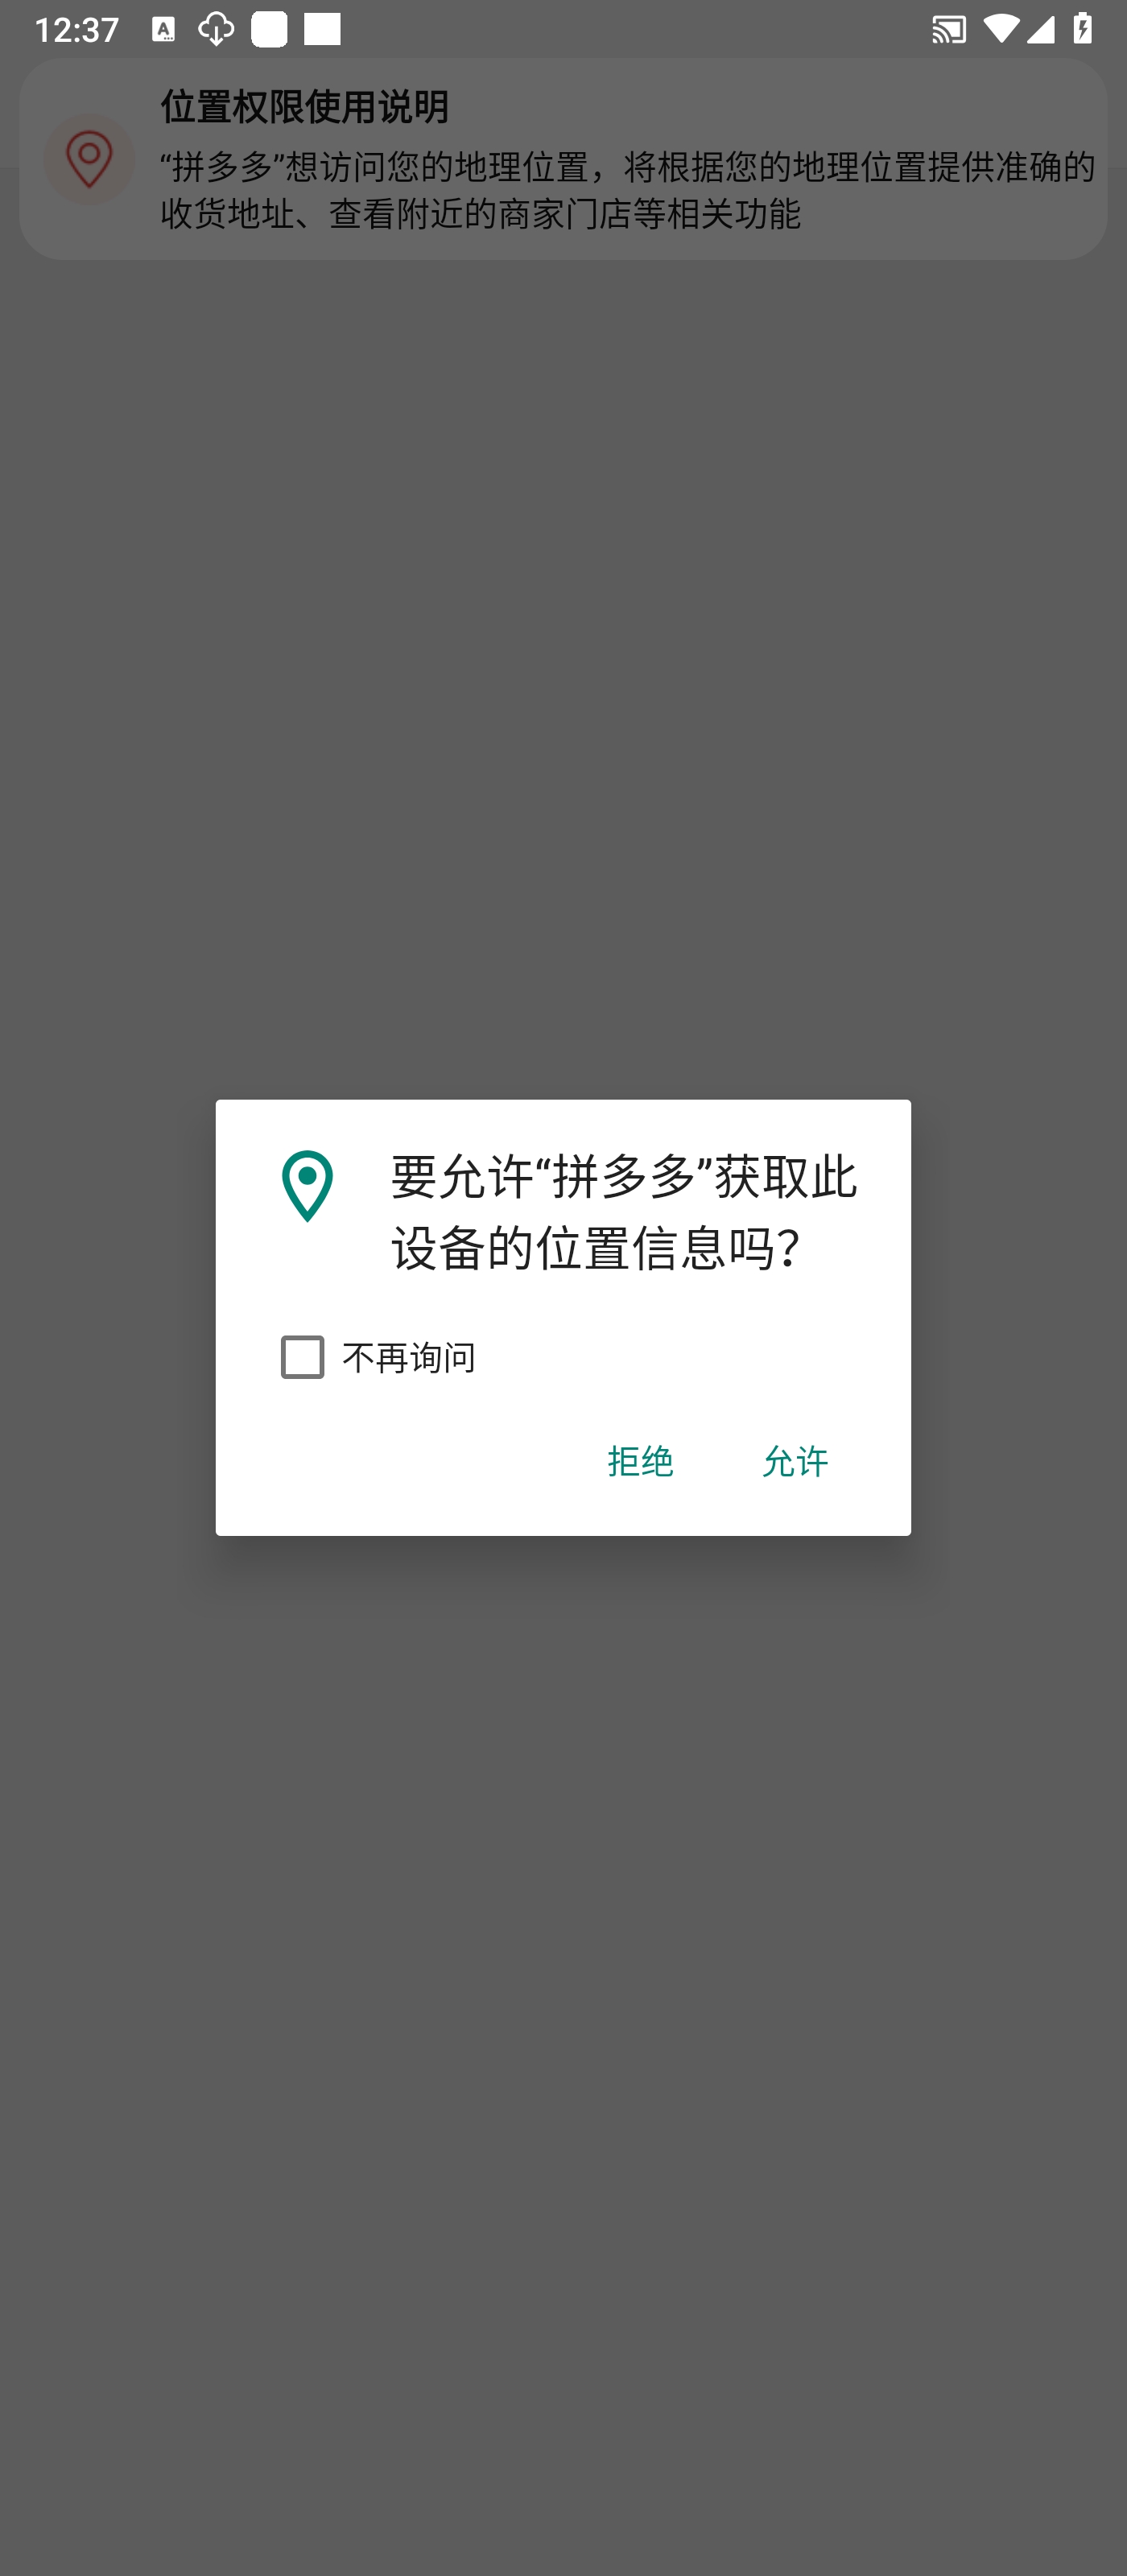 12:37
位置权限使用说明
“拼多多”想访问您的地理位置，将根据您的地理位置提供准确的
收货地址、查看附近的商家门店等相关功能
要允许“拼多多”获取此
设备的位置信息吗？
不再询问
拒绝 允许